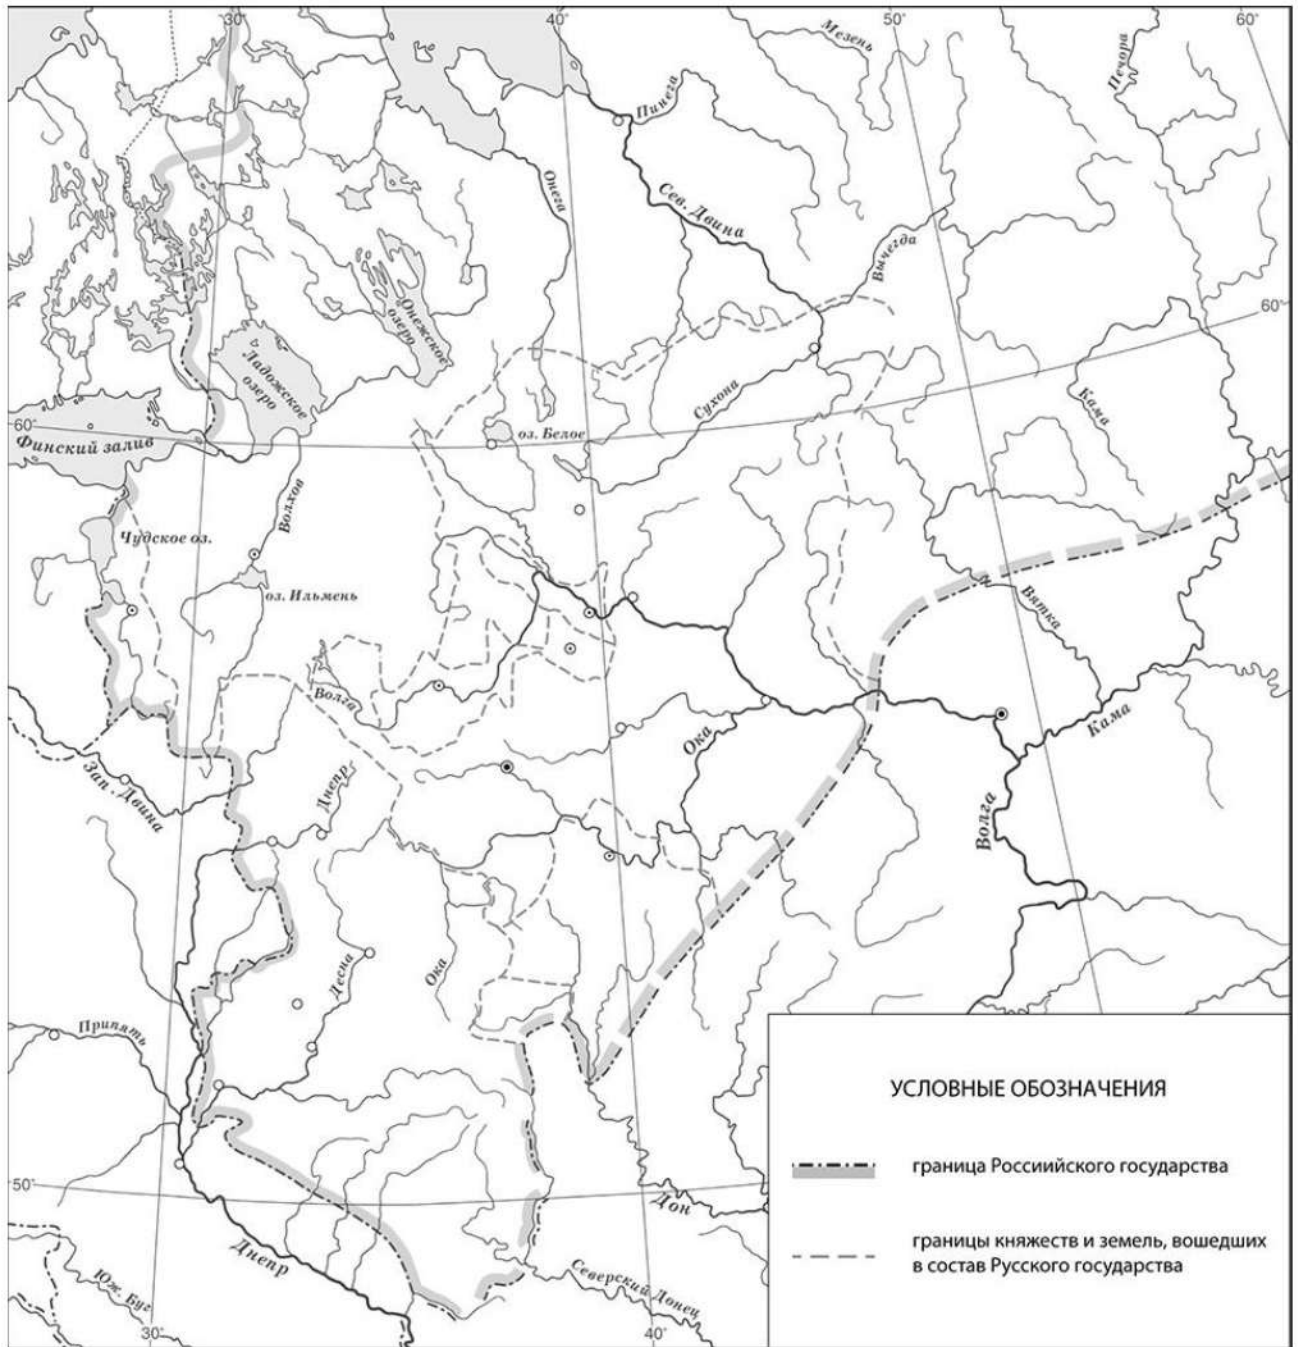 30°
40°
50°
60°
Мезень
Печора
Пинега
Онега
Сев. Двина
Вычегда
Онежское
озеро
Ладожское
озеро
60°
Сухона
Кама
60°
оз. Белое
Финский залив
Волхов
Чудское оз.
оз. Ильмень
Вятка
Волга
Ока
Кама
Зап. Двина
Днепр
Волга
Десна
Ока
Припять
УСЛОВНЫЕ ОБОЗНАЧЕНИЯ
граница Россиийского государства
50°
Дон
границы княжеств и земель, вошедших
в состав Русского государства
Днепр
Северский Донец
Юж. Буг
30°
40°